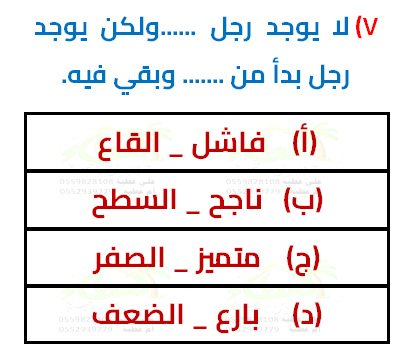 ٧) لا يوجد رجل ......ولكن يوجد
رجل بدأ من ....... وبقي فيه.
(أ) فاشل _ القاع
(ب) ناجح _ السطح
(ج) متميز _ الصفر
(د) بارع _ الضعف